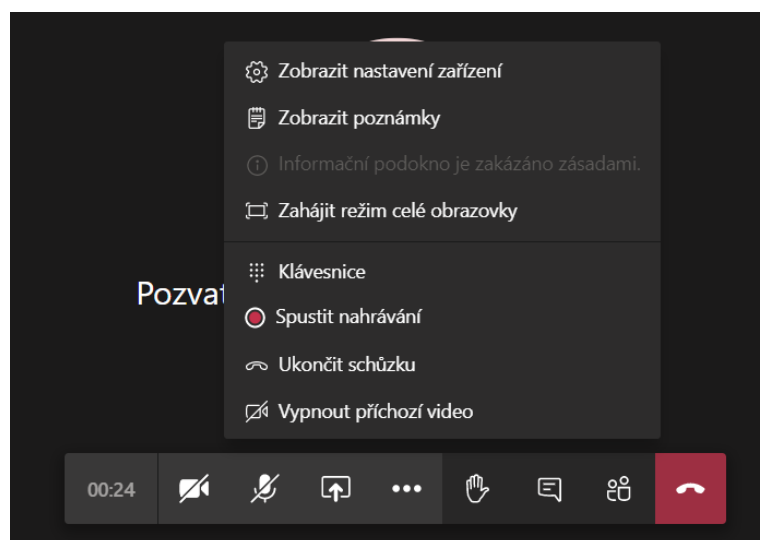 Zobrazit nastavení zařízení
Zobrazit poznámky
Informační podokno je zakázáno zásadami.
Zahájit režim celé obrazovky
Klávesnice
Pozvat
Spustit nahrávání
Ukončit schůzku
Vypnout příchozí video
00:24